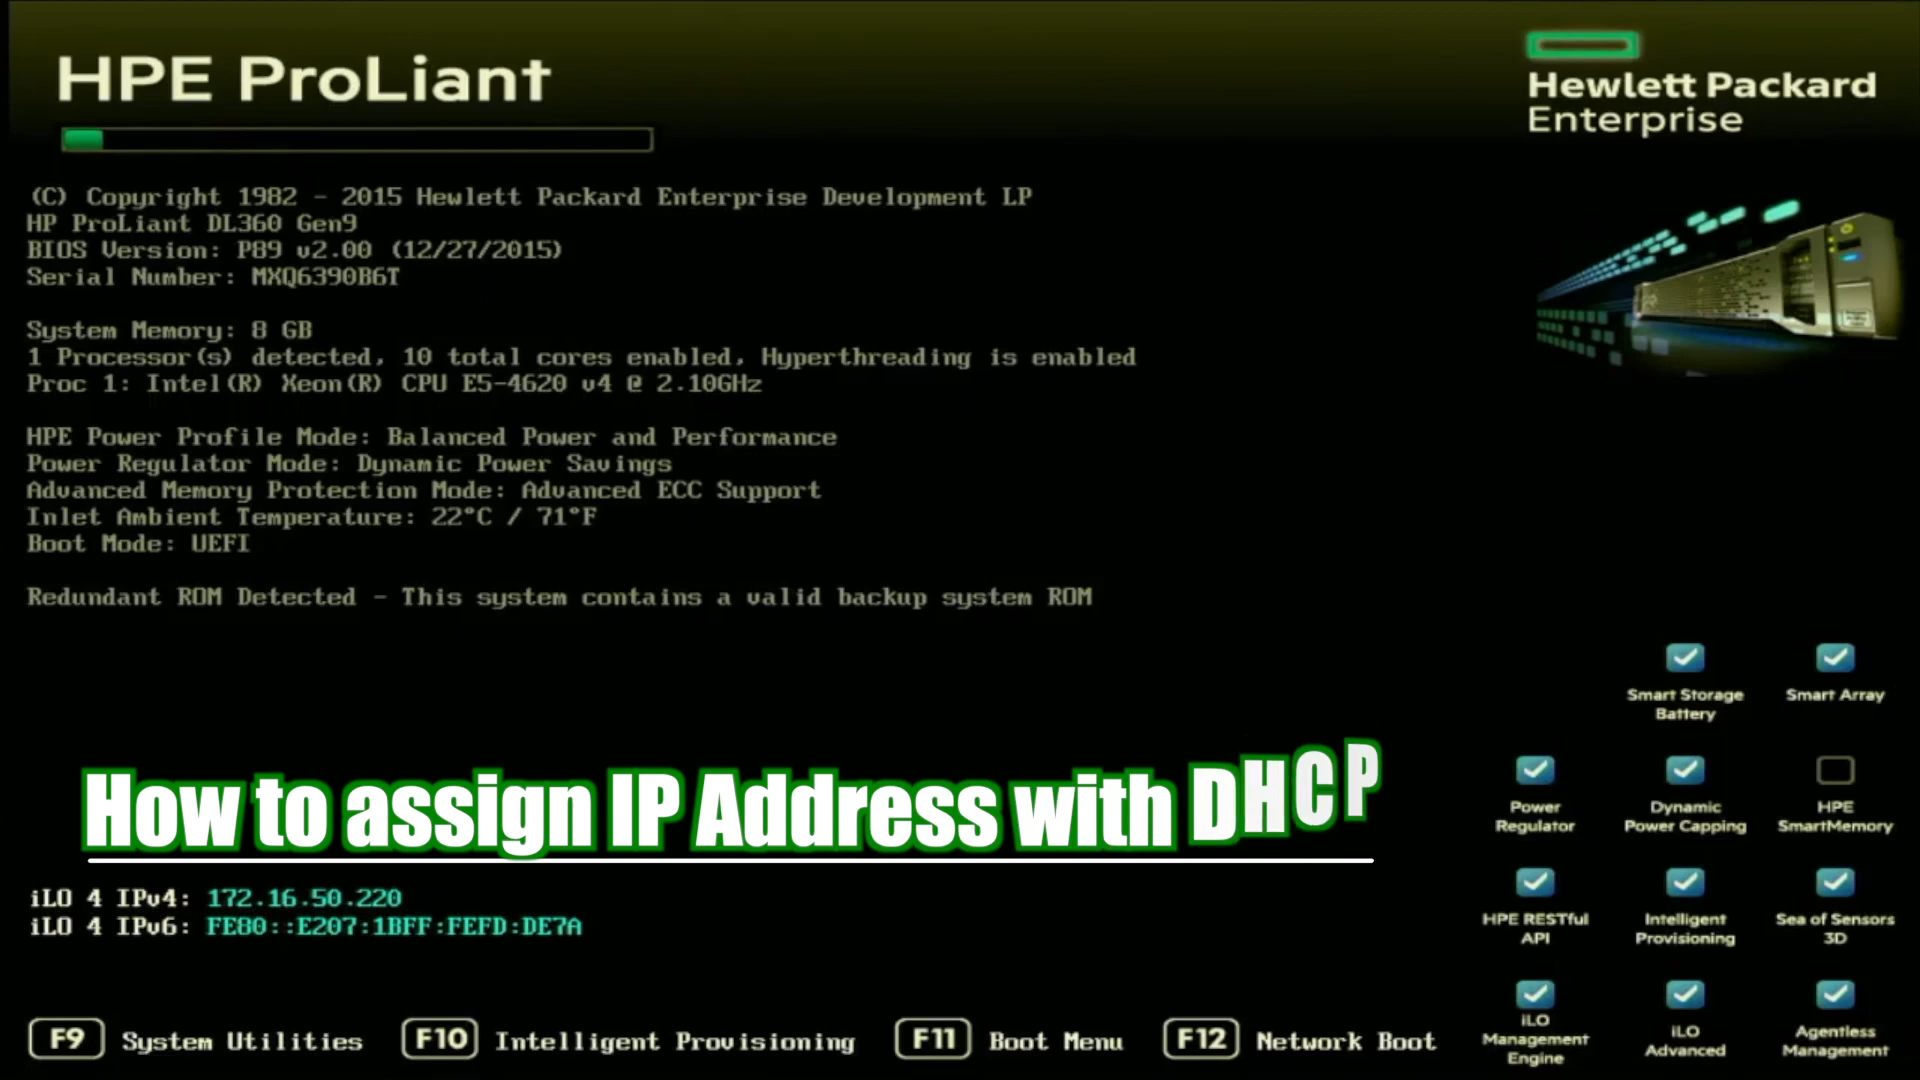 HPE ProLiant
Hewlett Packard
Enterprise
(C) Copyright 1982 - 2015 Hewlett Packard Enterprise Development LP
HP ProLiant DL360 Gen9
BIOS Version: P89 v2.00 (12/27/2015)
Serial Number: MXQ6390B6T
System Memory: 8 GB
1 Processor(s) detected, 10 total cores enabled, Hyperthreading is enabled
Proc 1: Intel(R) Xeon(R) CPU E5-4620 v4 @ 2.10GHz
HPE Power Profile Mode: Balanced Power and Performance
Power Regulator Mode: Dynamic Power Savings
Advanced Memory Protection Mode: Advanced ECC Support
Inlet Ambient Temperature: 22°C / 71°F
Boot Mode: UEFI
Redundant ROM Detected - This system contains a valid backup system ROM
Smart Storage
Battery
Smart Array
How to assign IP Address with DHCP
Power
Regulator
Dynamic
Power Capping
HPE
SmartMemory
iLO 4 IPv4: 172.16.50.220
iLO 4 IPv6: FE80::E207:1BFF:FEFD:DE7A
HPE RESTful
API
Intelligent
Provisioning
Sea of Sensors
3D
iLO
Management
Engine
iLO
Advanced
Agentless
Management
F9 System Utilities
F10 Intelligent Provisioning
F11 Boot Menu
F12 Network Boot